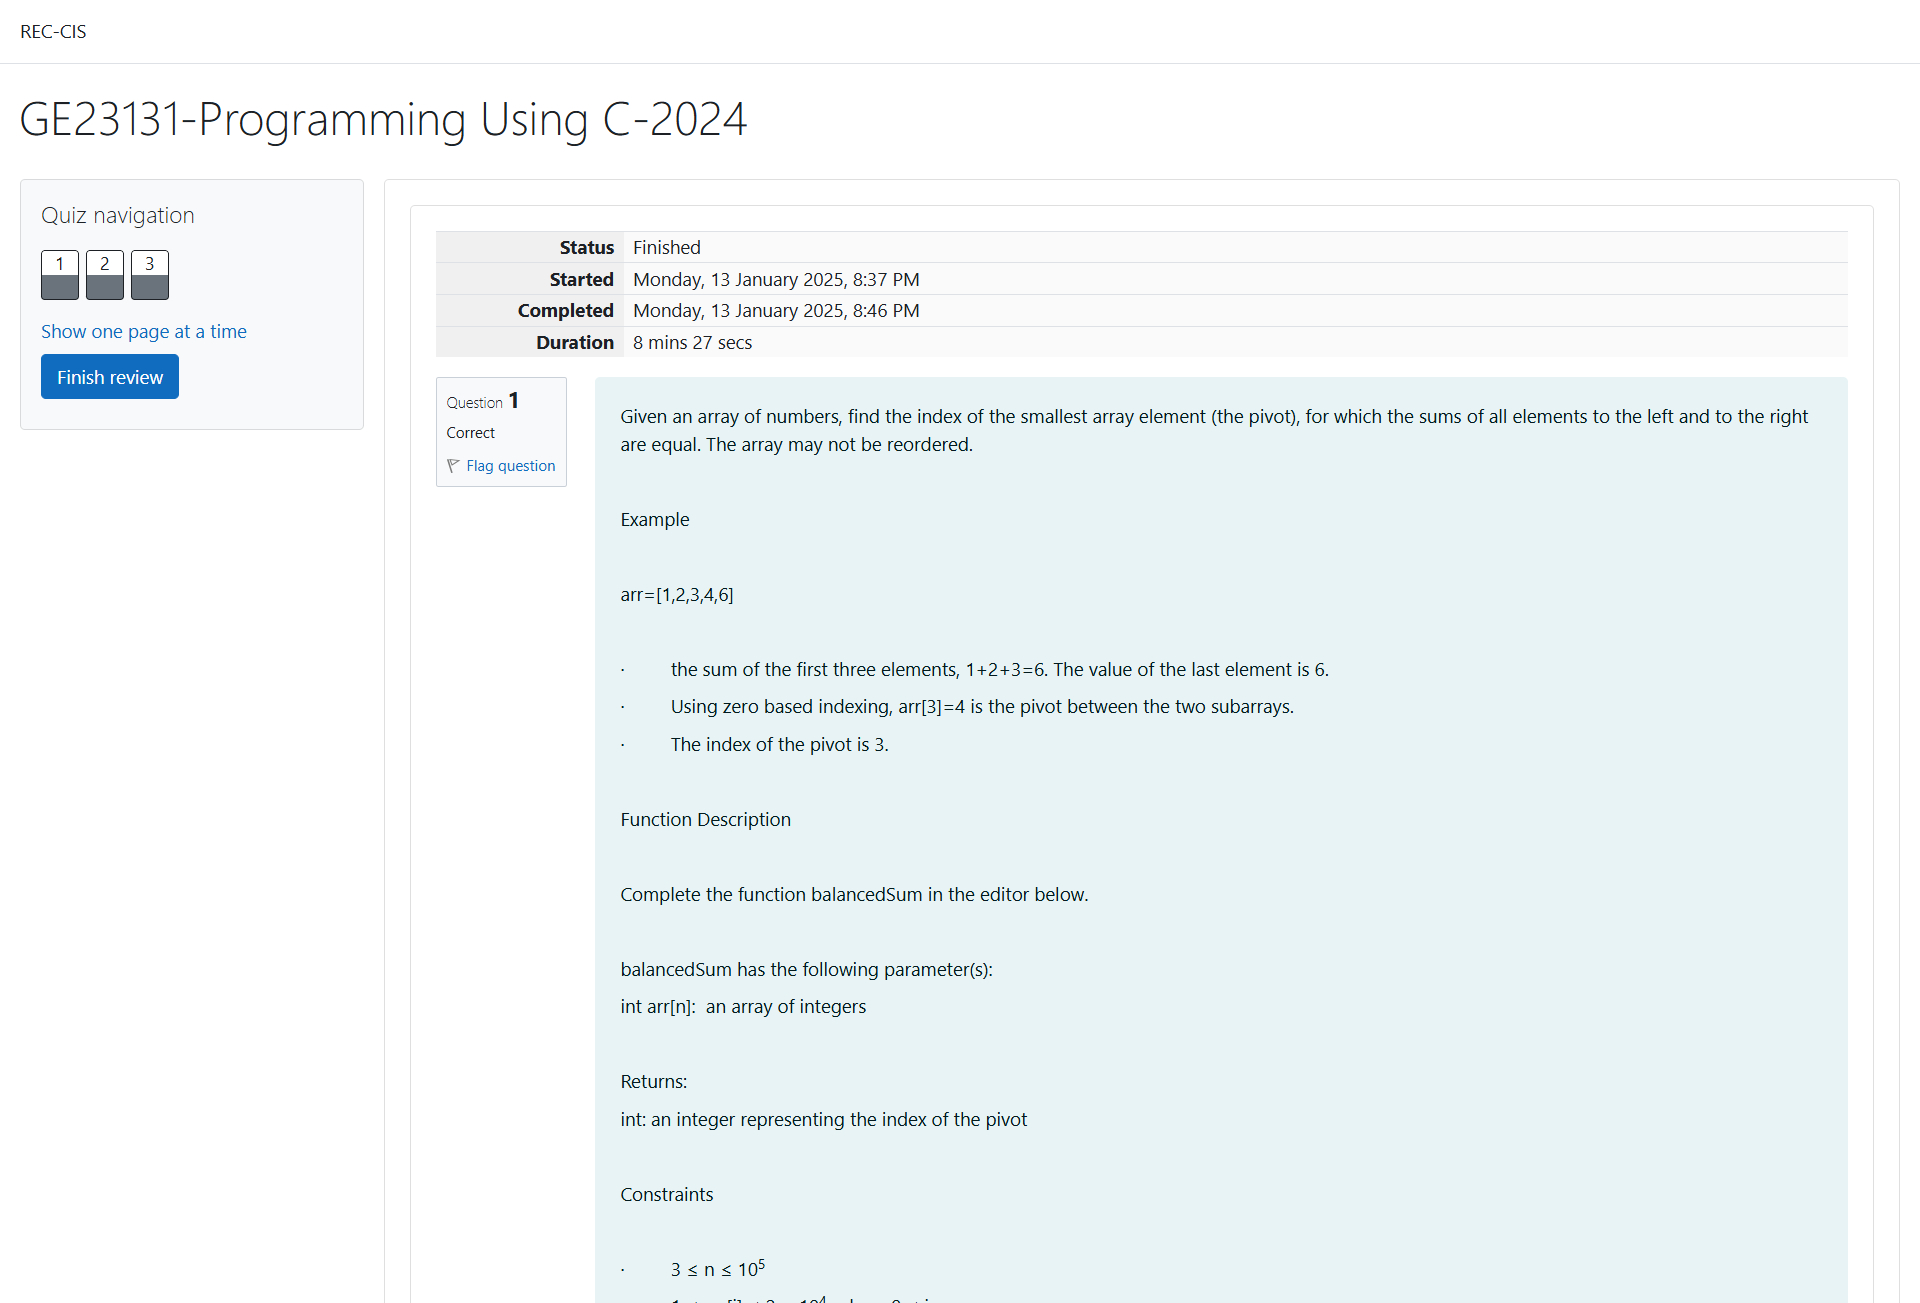 REC-CIS
GE23131-Programming Using C-2024
Quiz navigation
1 2 3
Show one page at a time
Finish review
Status Finished
Started Monday, 13 January 2025, 8:37 PM
Completed Monday, 13 January 2025, 8:46 PM
Duration 8 mins 27 secs
Question 1
Correct
Flag question
Given an array of numbers, find the index of the smallest array element (the pivot), for which the sums of all elements to the left and to the right
are equal. The array may not be reordered.
Example
arr=[1,2,3,4,6]
· the sum of the first three elements, 1+2+3=6. The value of the last element is 6.
· Using zero based indexing, arr[3]=4 is the pivot between the two subarrays.
· The index of the pivot is 3.
Function Description
Complete the function balancedSum in the editor below.
balancedSum has the following parameter(s):
int arr[n]: an array of integers
Returns:
int: an integer representing the index of the pivot
Constraints
· 3 ≤ n ≤ 10⁵